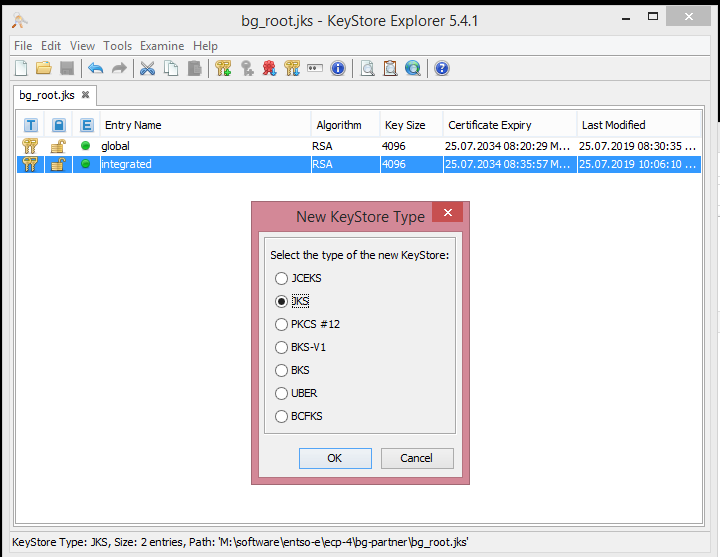 bg_root.jks - KeyStore Explorer 5.4.1
File Edit View Tools Examine Help
bg_root.jks
T E Entry Name Algorithm Key Size Certificate Expiry Last Modified
global RSA 4096 25.07.2034 08:20:29 M... 25.07.2019 08:30:35 ...
integrated RSA 4096 25.07.2034 08:35:57 M... 25.07.2019 10:06:10 ...
New KeyStore Type
Select the type of the new KeyStore:
JCEKS
JKS
PKCS #12
BKS-V1
BKS
UBER
BCFKS
OK Cancel
KeyStore Type: JKS, Size: 2 entries, Path: 'M:\software\entso-e\ecp-4\bg-partner\bg_root.jks'